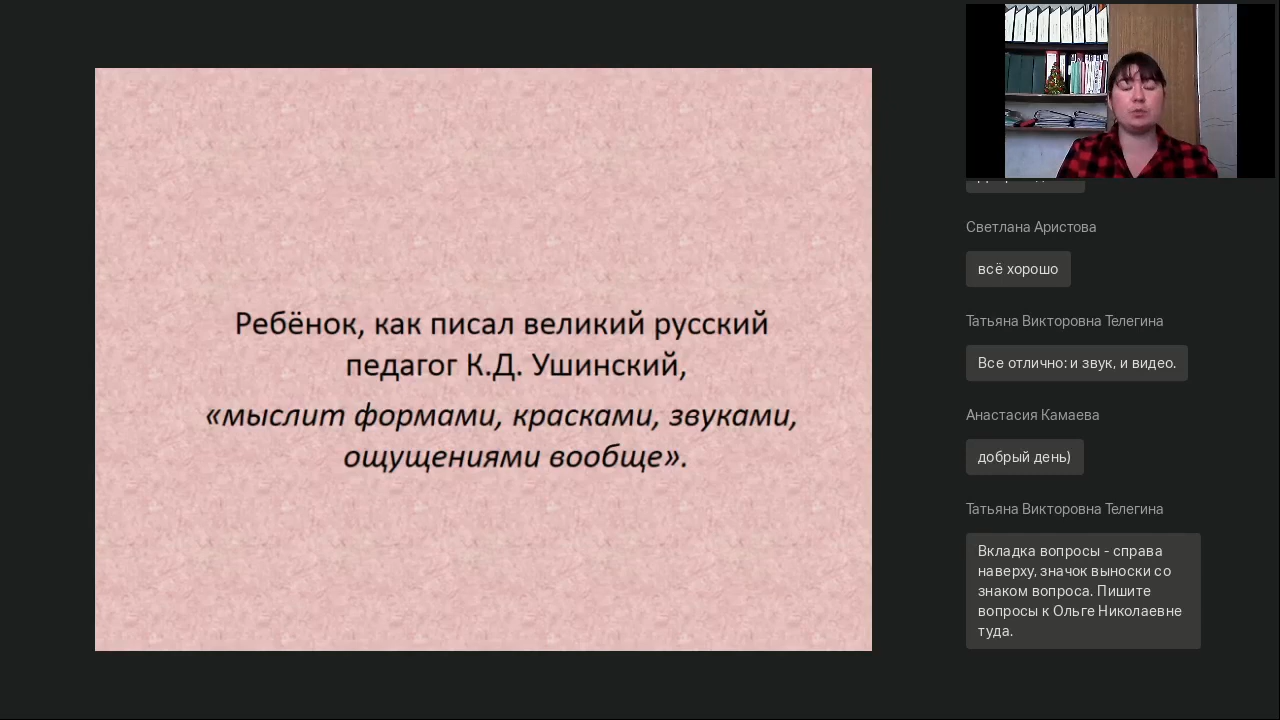 Ребёнок, как писал великий русский
педагог К.Д. Ушинский,
«мыслит формами, красками, звуками,
ощущениями вообще».
Светлана Аристова
всё хорошо
Татьяна Викторовна Телегина
Все отлично: и звук, и видео.
Анастасия Камаева
добрый день)
Татьяна Викторовна Телегина
Вкладка вопросы - справа
наверху, значок выноски со
знаком вопроса. Пишите
вопросы к Ольге Николаевне
туда.